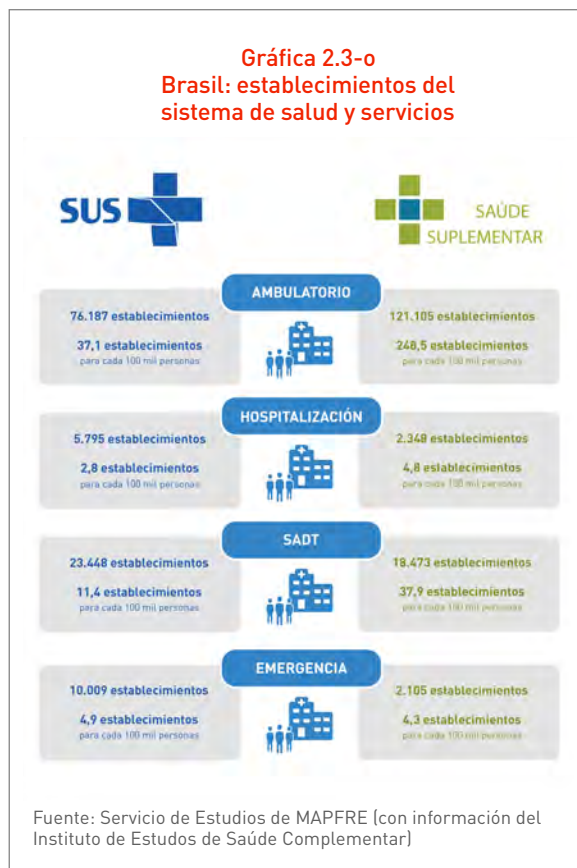 Gráfica 2.3-o
Brasil: establecimientos del
sistema de salud y servicios
SUS
SAÚDE
SUPLEMENTAR
AMBULATORIO
76.187 establecimientos
37,1 establecimientos
para cada 100 mil personas
121.105 establecimientos
248,5 establecimientos
para cada 100 mil personas
HOSPITALIZACIÓN
5.795 establecimientos
2,8 establecimientos
para cada 100 mil personas
2.348 establecimientos
4,8 establecimientos
para cada 100 mil personas
SADT
23.448 establecimientos
11,4 establecimientos
para cada 100 mil personas
18.473 establecimientos
37,9 establecimientos
para cada 100 mil personas
EMERGENCIA
10.009 establecimientos
4,9 establecimientos
para cada 100 mil personas
2.105 establecimientos
4,3 establecimientos
para cada 100 mil personas
Fuente: Servicio de Estudios de MAPFRE (con información del
Instituto de Estudos de Saúde Complementar)